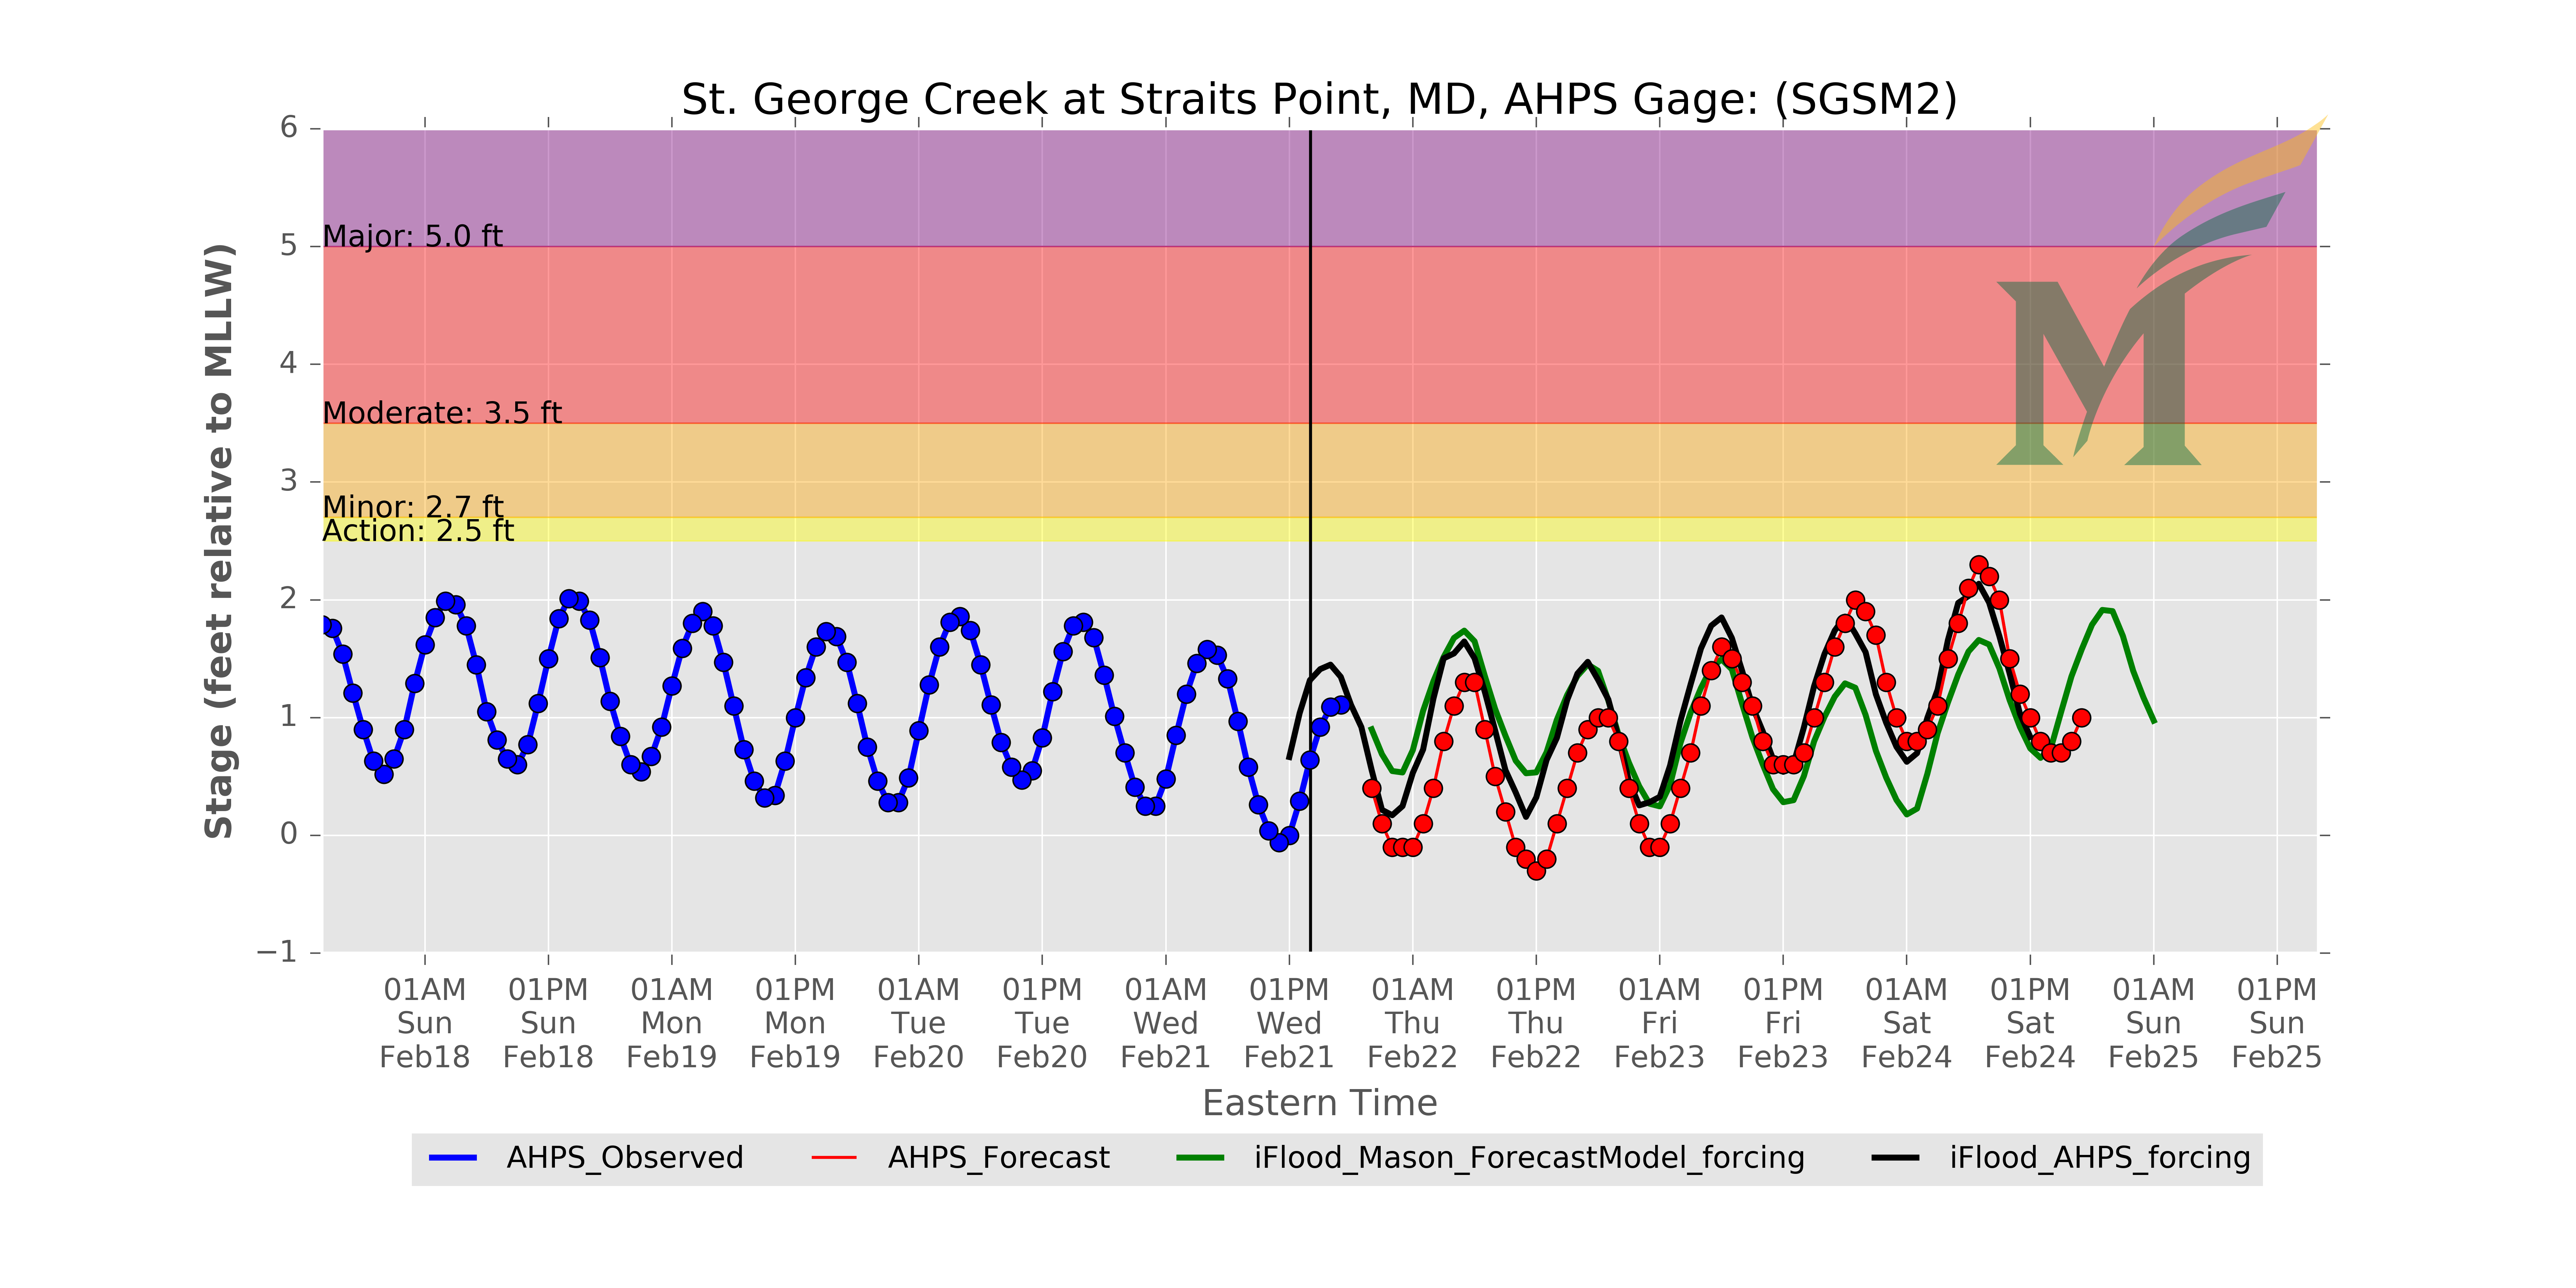 St. George Creek at Straits Point, MD, AHPS Gage: (SGSM2)
Stage (feet relative to MLLW)
6
5
4
3
2
1
0
−1
Major: 5.0 ft
Moderate: 3.5 ft
Minor: 2.7 ft
Action: 2.5 ft
M
01AM 01PM 01AM 01PM 01AM 01PM 01AM 01PM 01AM 01PM 01AM 01PM 01AM 01PM 01AM 01PM
Sun Sun Mon Mon Tue Tue Wed Wed Thu Thu Fri Fri Sat Sat Sun Sun
Feb18 Feb18 Feb19 Feb19 Feb20 Feb20 Feb21 Feb21 Feb22 Feb22 Feb23 Feb23 Feb24 Feb24 Feb25 Feb25
Eastern Time
AHPS_Observed AHPS_Forecast iFlood_Mason_ForecastModel_forcing iFlood_AHPS_forcing